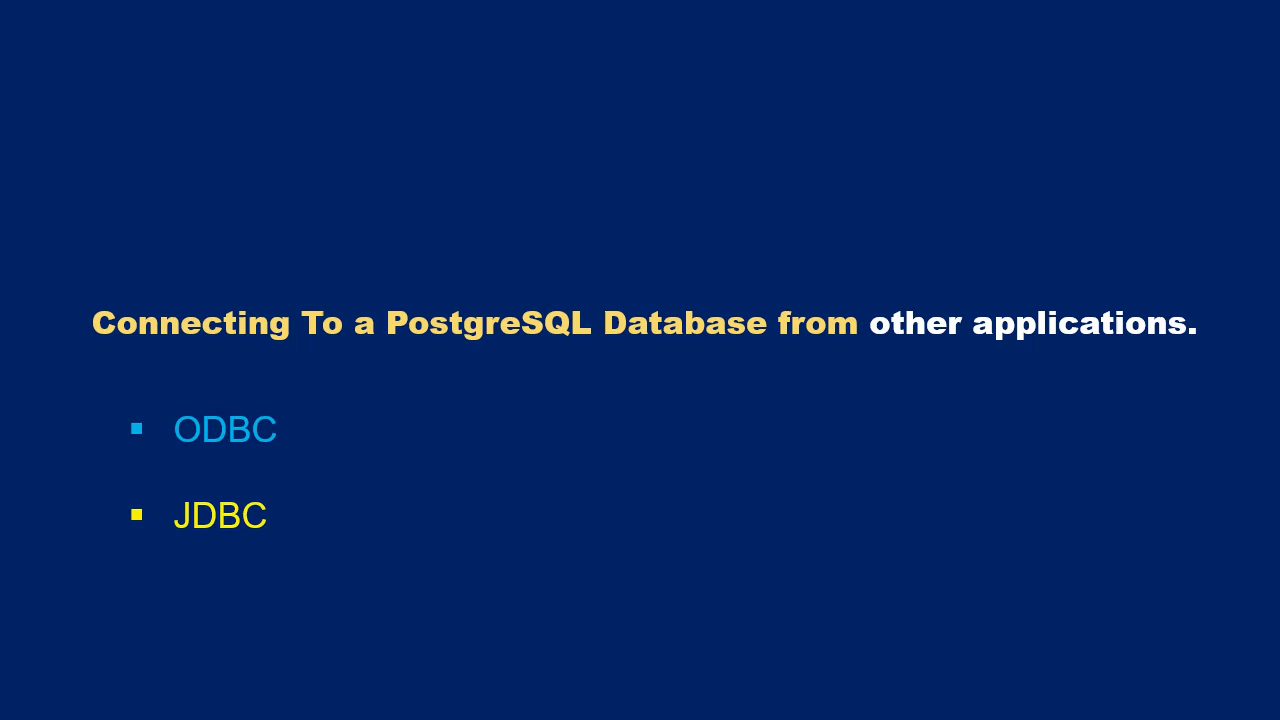 Connecting To a PostgreSQL Database from other applications.
▪ ODBC
▪ JDBC